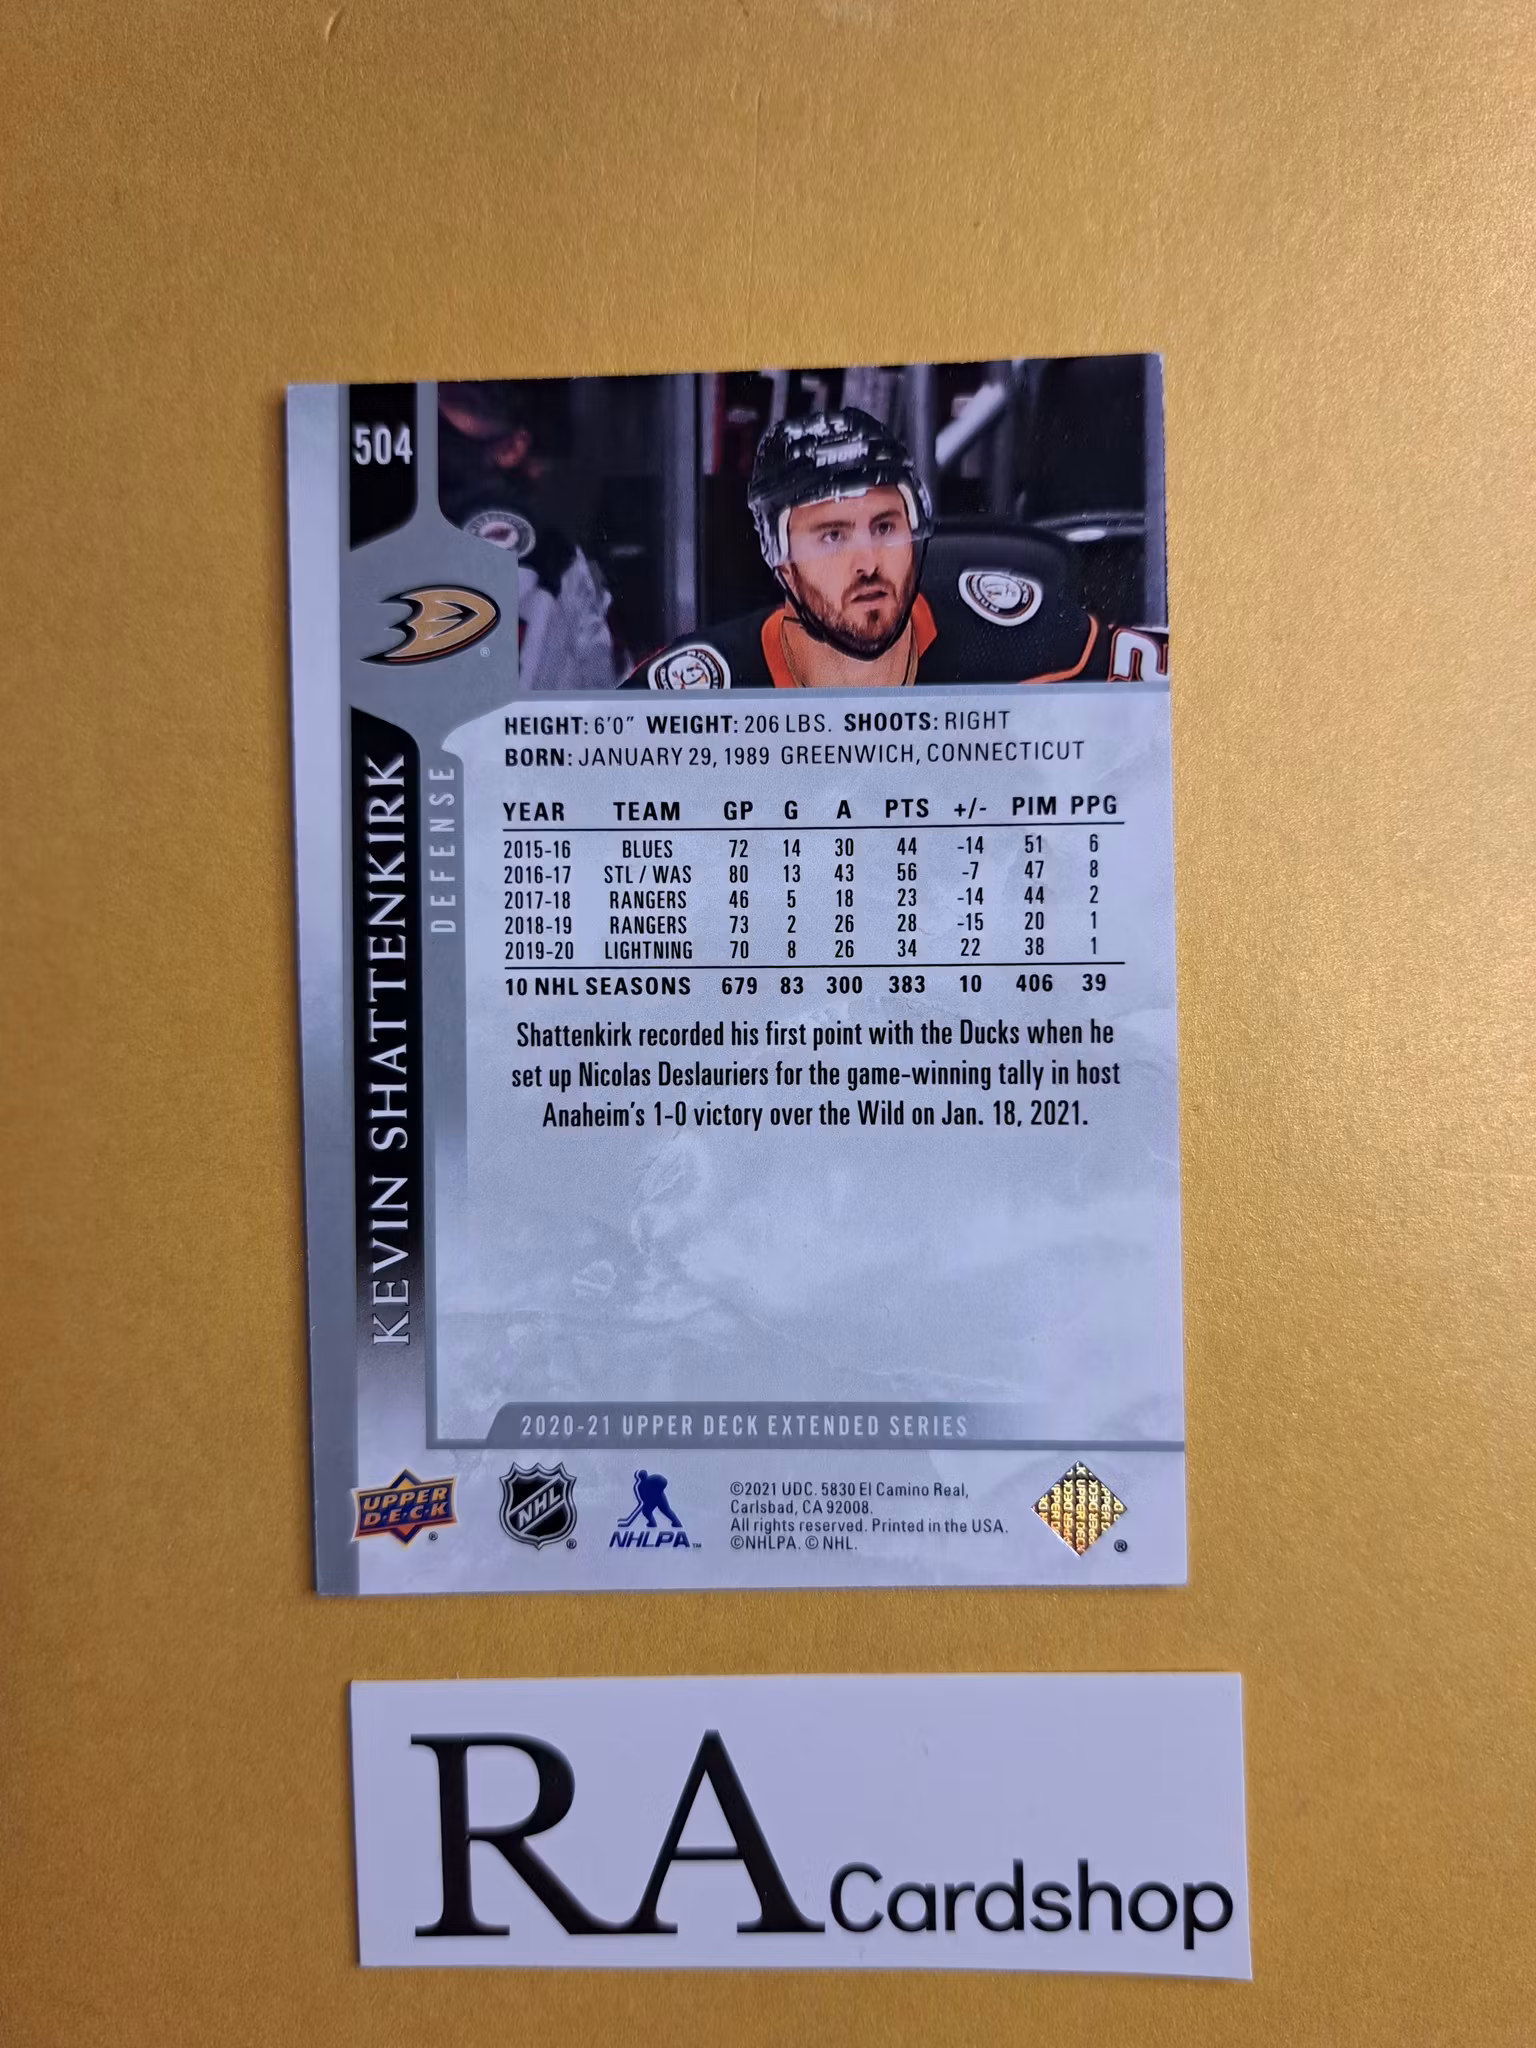 504
KEVIN SHATTENKIRK
DEFENSE
HEIGHT: 6'0" WEIGHT: 206 LBS. SHOOTS: RIGHT
BORN: JANUARY 29, 1989 GREENWICH, CONNECTICUT
YEAR TEAM GP G A PTS +/- PIM PPG
2015-16 BLUES 72 14 30 44 -14 51 6
2016-17 STL / WAS 80 13 43 56 -7 47 8
2017-18 RANGERS 46 5 18 23 -14 44 2
2018-19 RANGERS 73 2 26 28 -15 20 1
2019-20 LIGHTNING 70 8 26 34 22 38 1
10 NHL SEASONS 679 83 300 383 10 406 39
Shattenkirk recorded his first point with the Ducks when he
set up Nicolas Deslauriers for the game-winning tally in host
Anaheim's 1-0 victory over the Wild on Jan. 18, 2021.
2020-21 UPPER DECK EXTENDED SERIES
UPPER
DECK
®
NHL
®
NHLPA™
©2021 UDC. 5830 El Camino Real,
Carlsbad, CA 92008.
All rights reserved. Printed in the USA.
©NHLPA. © NHL.
®
RA Cardshop